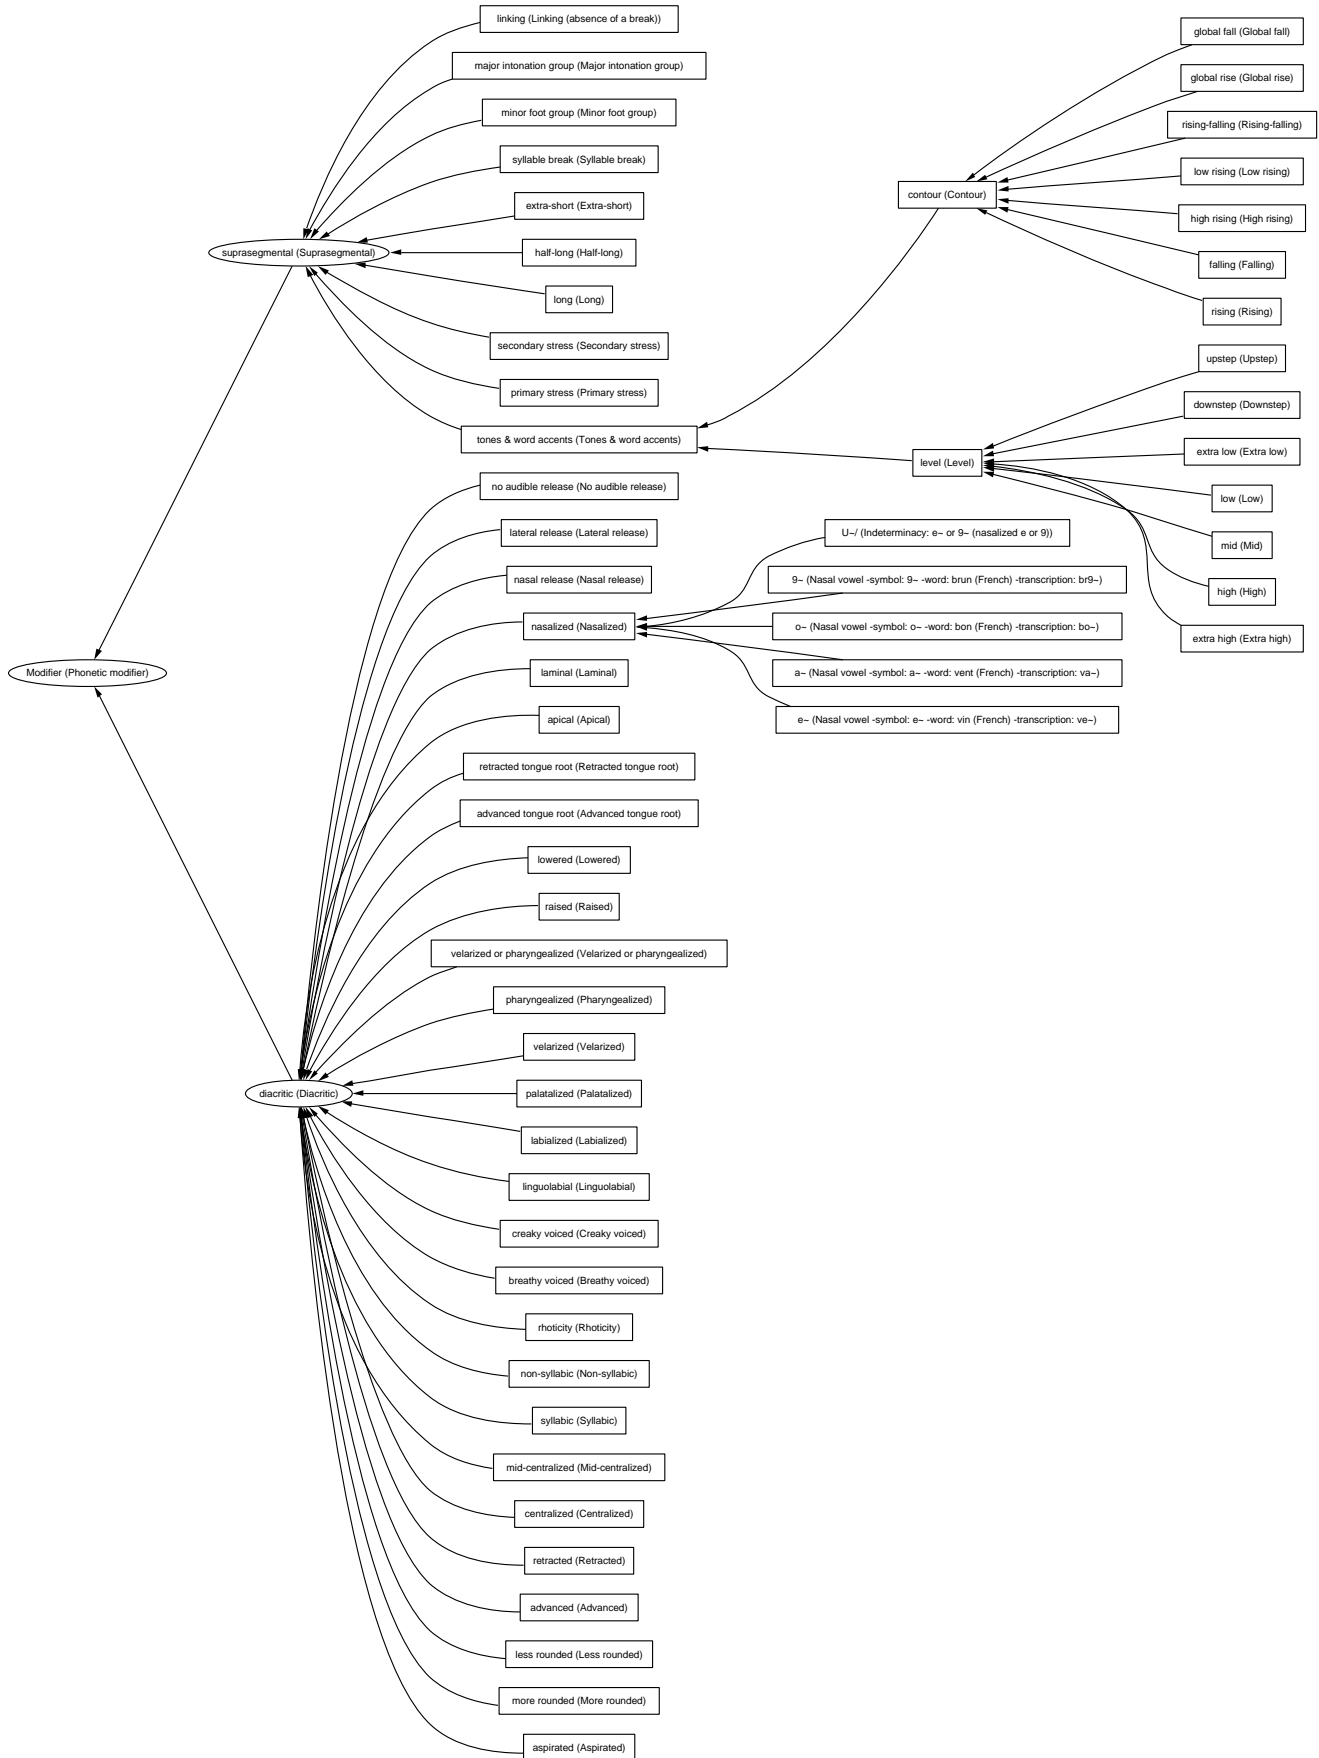 linking (Linking (absence of a break))
major intonation group (Major intonation group)
minor foot group (Minor foot group)
syllable break (Syllable break)
extra-short (Extra-short)
suprasegmental (Suprasegmental)
half-long (Half-long)
long (Long)
secondary stress (Secondary stress)
primary stress (Primary stress)
tones & word accents (Tones & word accents)
global fall (Global fall)
global rise (Global rise)
rising-falling (Rising-falling)
low rising (Low rising)
contour (Contour)
high rising (High rising)
falling (Falling)
rising (Rising)
upstep (Upstep)
downstep (Downstep)
extra low (Extra low)
level (Level)
low (Low)
mid (Mid)
high (High)
extra high (Extra high)
no audible release (No audible release)
lateral release (Lateral release)
nasal release (Nasal release)
nasalized (Nasalized)
U~/ (Indeterminacy: e~ or 9~ (nasalized e or 9))
9~ (Nasal vowel -symbol: 9~ -word: brun (French) -transcription: br9~)
o~ (Nasal vowel -symbol: o~ -word: bon (French) -transcription: bo~)
a~ (Nasal vowel -symbol: a~ -word: vent (French) -transcription: va~)
e~ (Nasal vowel -symbol: e~ -word: vin (French) -transcription: ve~)
Modifier (Phonetic modifier)
laminal (Laminal)
apical (Apical)
retracted tongue root (Retracted tongue root)
advanced tongue root (Advanced tongue root)
lowered (Lowered)
raised (Raised)
velarized or pharyngealized (Velarized or pharyngealized)
pharyngealized (Pharyngealized)
velarized (Velarized)
diacritic (Diacritic)
palatalized (Palatalized)
labialized (Labialized)
linguolabial (Linguolabial)
creaky voiced (Creaky voiced)
breathy voiced (Breathy voiced)
rhoticity (Rhoticity)
non-syllabic (Non-syllabic)
syllabic (Syllabic)
mid-centralized (Mid-centralized)
centralized (Centralized)
retracted (Retracted)
advanced (Advanced)
less rounded (Less rounded)
more rounded (More rounded)
aspirated (Aspirated)